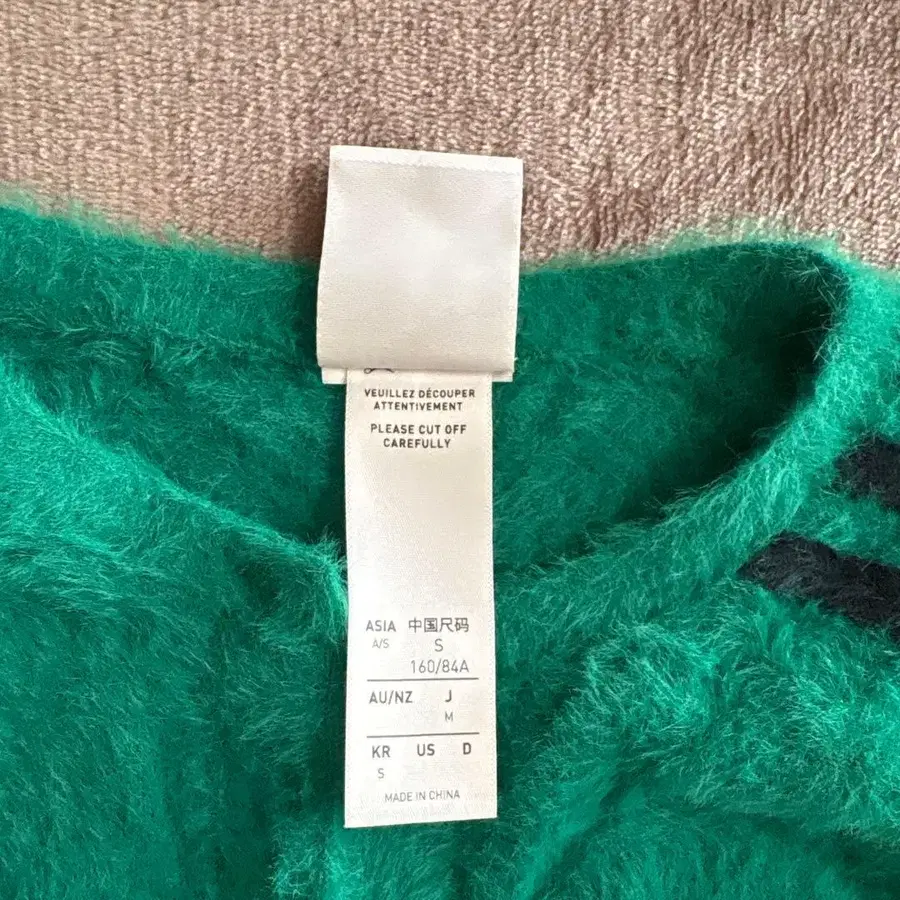 VEUILLEZ DÉCOUPER
ATTENTIVEMENT
PLEASE CUT OFF
CAREFULLY
ASIA 中国尺码
A/S S
160/84A
AU/NZ J
M
KR US D
S
MADE IN CHINA